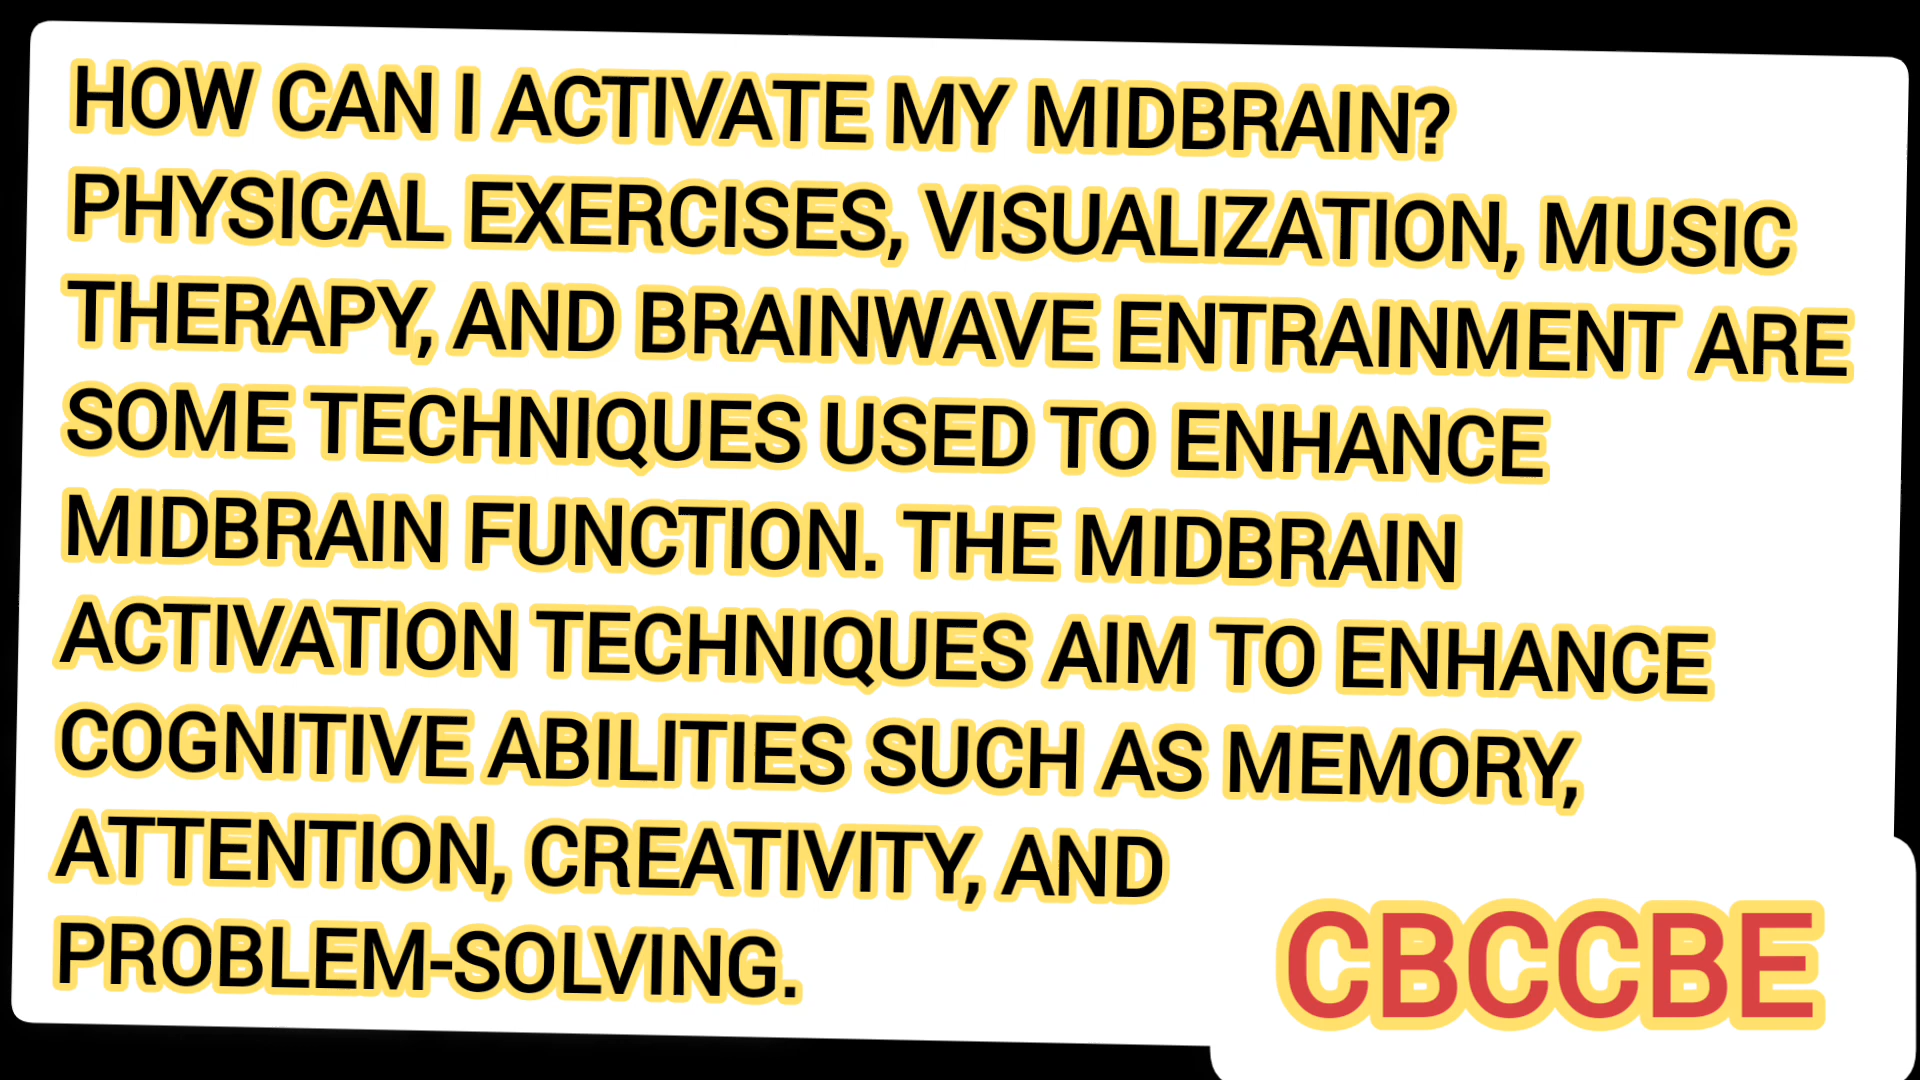 HOW CAN I ACTIVATE MY MIDBRAIN?
PHYSICAL EXERCISES, VISUALIZATION, MUSIC
THERAPY, AND BRAINWAVE ENTRAINMENT ARE
SOME TECHNIQUES USED TO ENHANCE
MIDBRAIN FUNCTION. THE MIDBRAIN
ACTIVATION TECHNIQUES AIM TO ENHANCE
COGNITIVE ABILITIES SUCH AS MEMORY,
ATTENTION, CREATIVITY, AND
PROBLEM-SOLVING.
CBCCBE